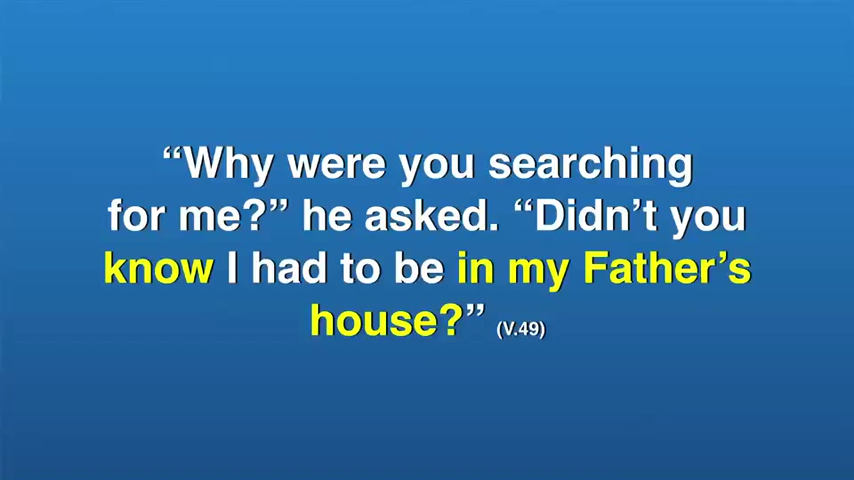 “Why were you searching
for me?” he asked. “Didn’t you
know I had to be in my Father’s
house?” (V.49)